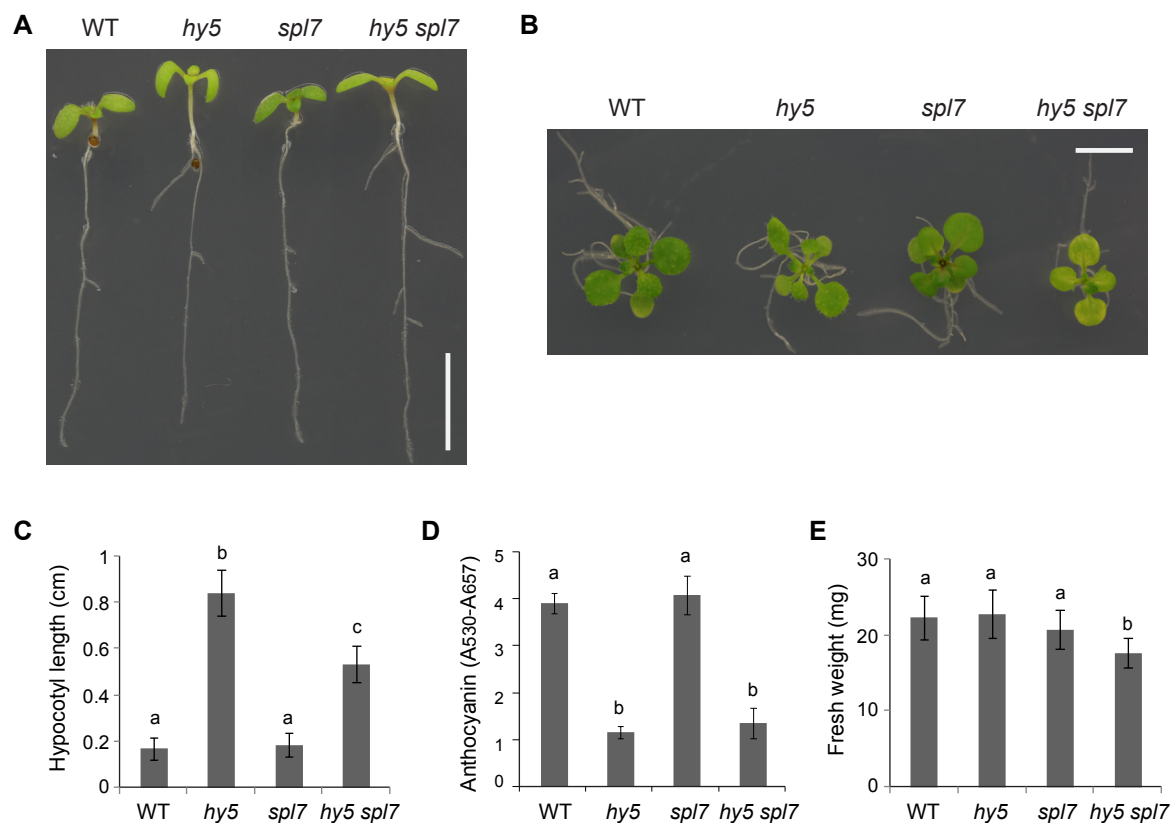 A
WT hy5 spl7 hy5 spl7
B
WT hy5 spl7 hy5 spl7
C
Hypocotyl length (cm)
1
0.8
0.6
0.4
0.2
0
a
b
a
c
WT hy5 spl7 hy5 spl7
D
Anthocyanin (A530-A657)
5
4
3
2
1
0
a
b
a
b
WT hy5 spl7 hy5 spl7
E
Fresh weight (mg)
30
20
10
0
a
a
a
b
WT hy5 spl7 hy5 spl7